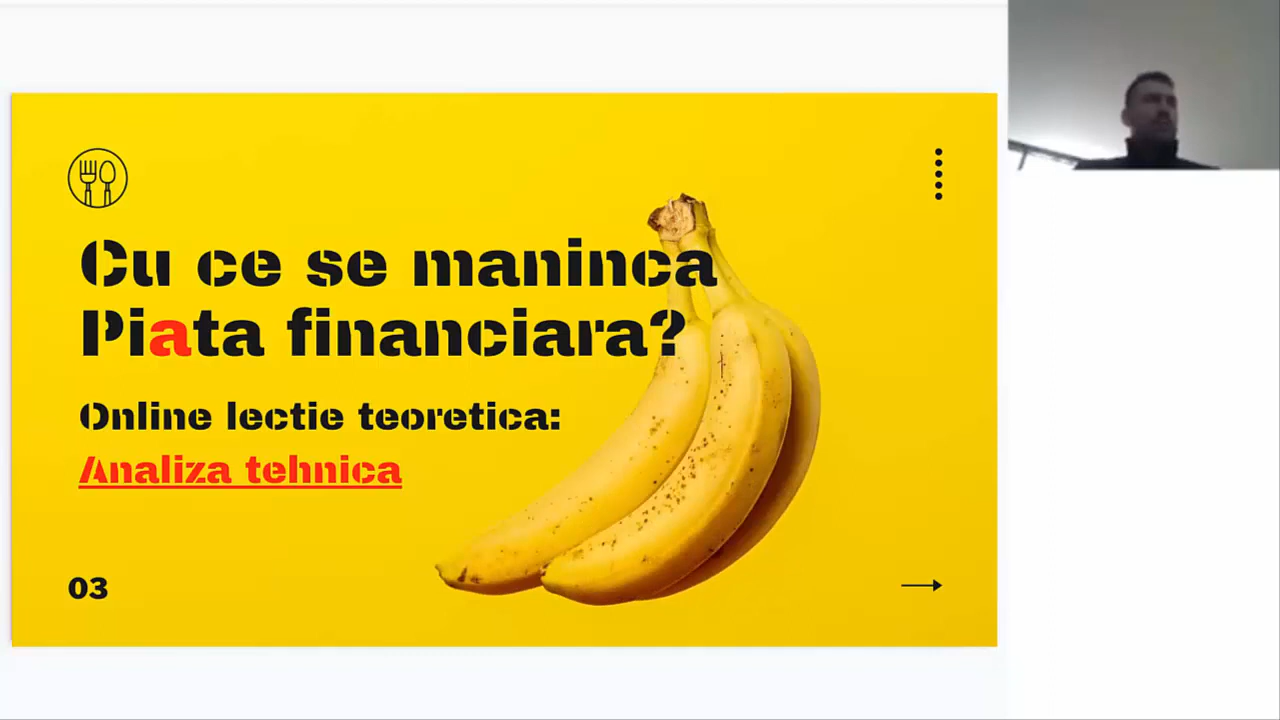 Cu ce se maninca
Piata financiara?
Online lectie teoretica:
Analiza tehnica
03